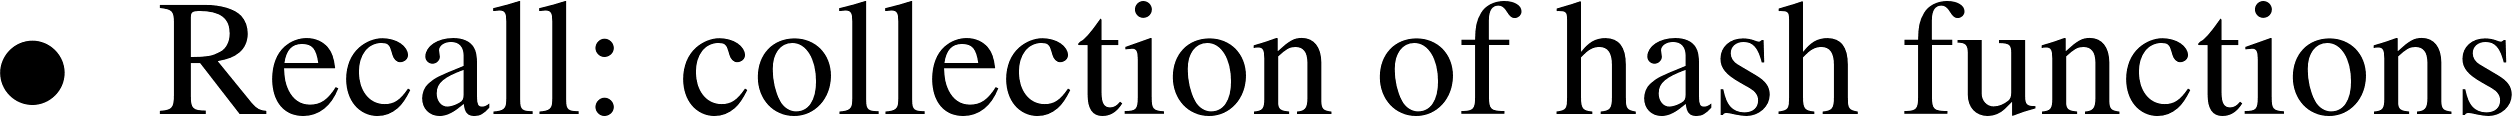 • Recall: collection of hash functions